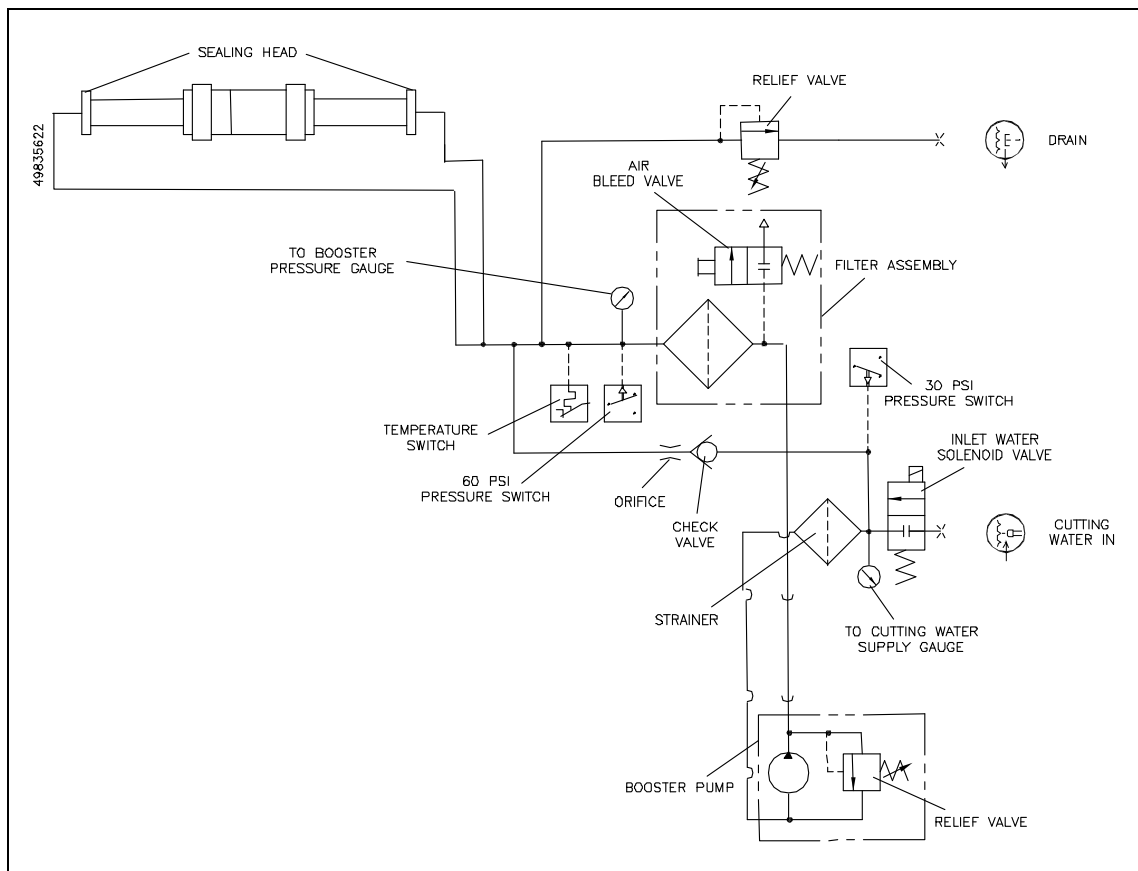 SEALING HEAD
49835622
RELIEF VALVE
DRAIN
AIR
BLEED VALVE
TO BOOSTER
PRESSURE GAUGE
FILTER ASSEMBLY
30 PSI
PRESSURE SWITCH
TEMPERATURE
SWITCH
60 PSI
PRESSURE SWITCH
ORIFICE
CHECK
VALVE
INLET WATER
SOLENOID VALVE
CUTTING
WATER IN
STRAINER
TO CUTTING WATER
SUPPLY GAUGE
BOOSTER PUMP
RELIEF VALVE